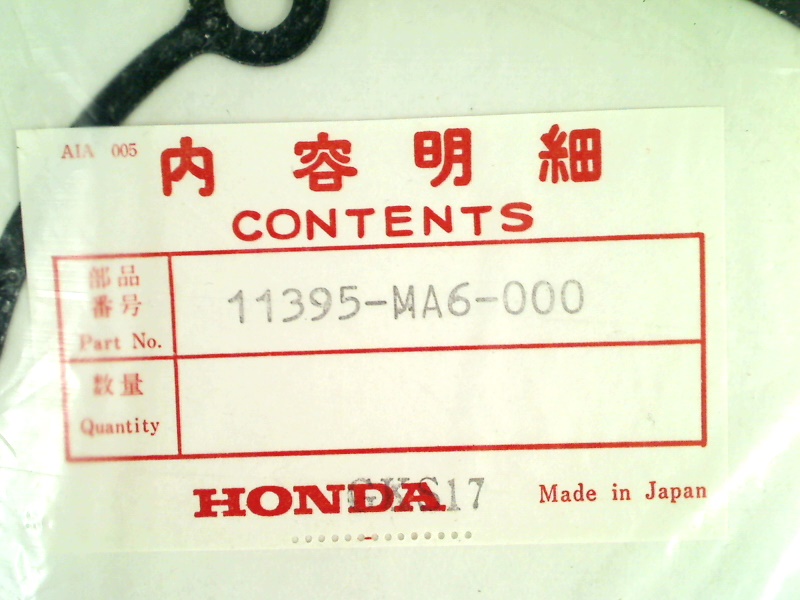 AIA 005
内容明細
CONTENTS
部品
番号
Part No.
11395-MA6-000
数量
Quantity
HONDA
GKS17
Made in Japan